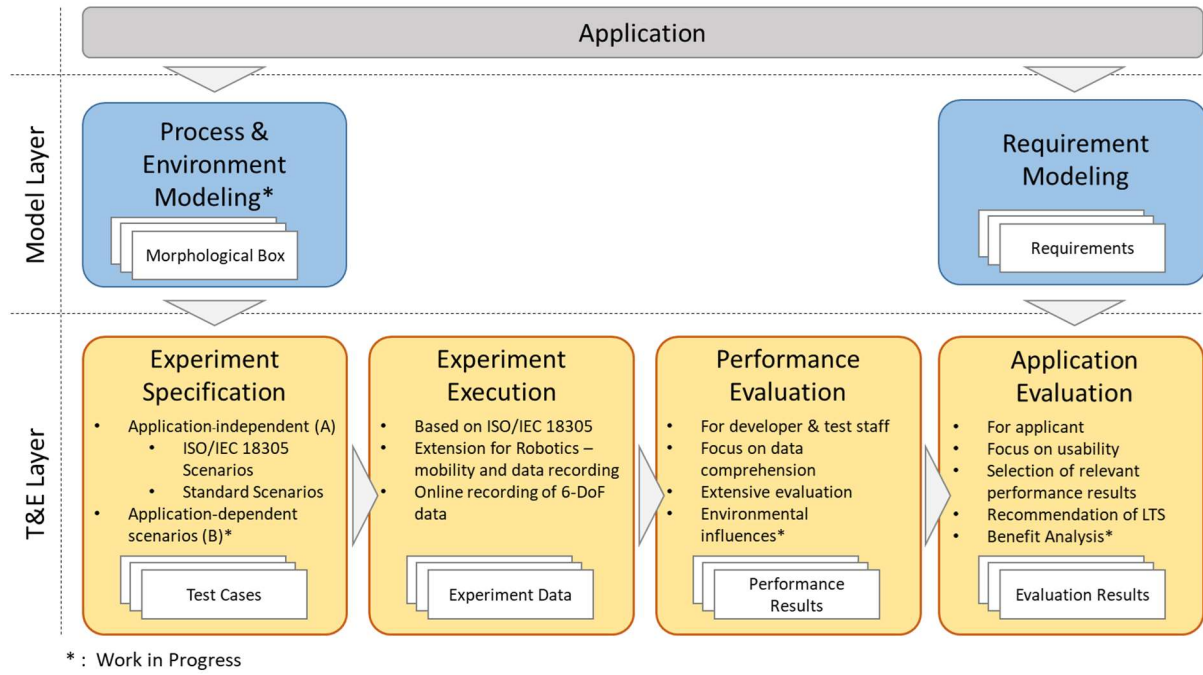 Application
Model Layer
Process &
Environment
Modeling*
Morphological Box
Requirement
Modeling
Requirements
T&E Layer
Experiment
Specification
• Application-independent (A)
• ISO/IEC 18305
Scenarios
• Standard Scenarios
• Application-dependent
scenarios (B)*
Test Cases
Experiment
Execution
• Based on ISO/IEC 18305
• Extension for Robotics –
mobility and data recording
• Online recording of 6-DoF
data
Experiment Data
Performance
Evaluation
• For developer & test staff
• Focus on data
comprehension
• Extensive evaluation
• Environmental
influences*
Performance
Results
Application
Evaluation
• For applicant
• Focus on usability
• Selection of relevant
performance results
• Recommendation of LTS
• Benefit Analysis*
Evaluation Results
* : Work in Progress